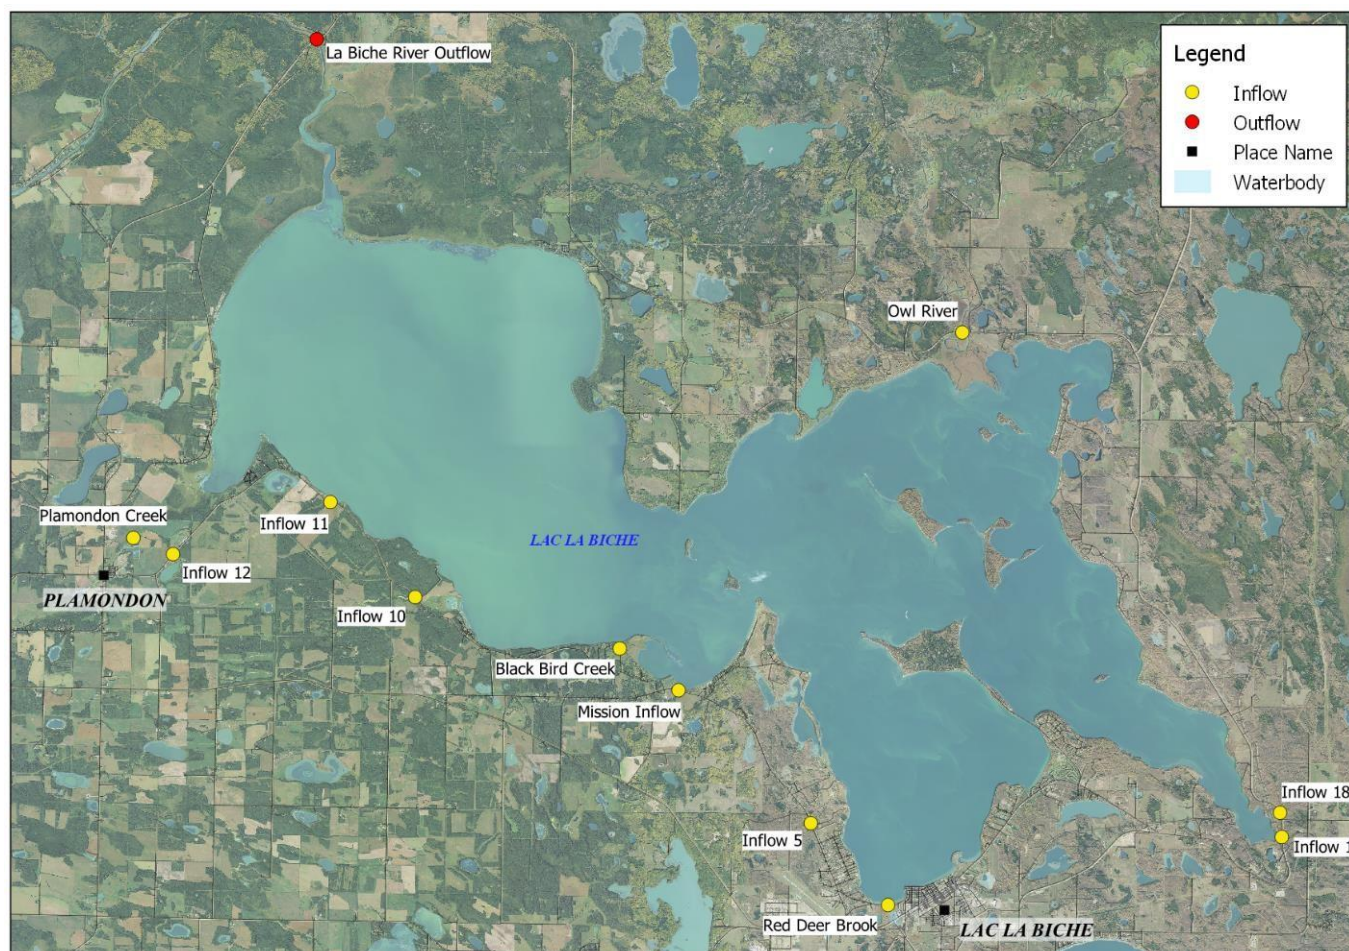 La Biche River Outflow
Legend
Inflow
Outflow
Place Name
Waterbody
Owl River
Plamondon Creek
Inflow 11
Inflow 12
LAC LA BICHE
PLAMONDON
Inflow 10
Black Bird Creek
Mission Inflow
Inflow 18
Inflow 5
Inflow 1
Red Deer Brook
LAC LA BICHE